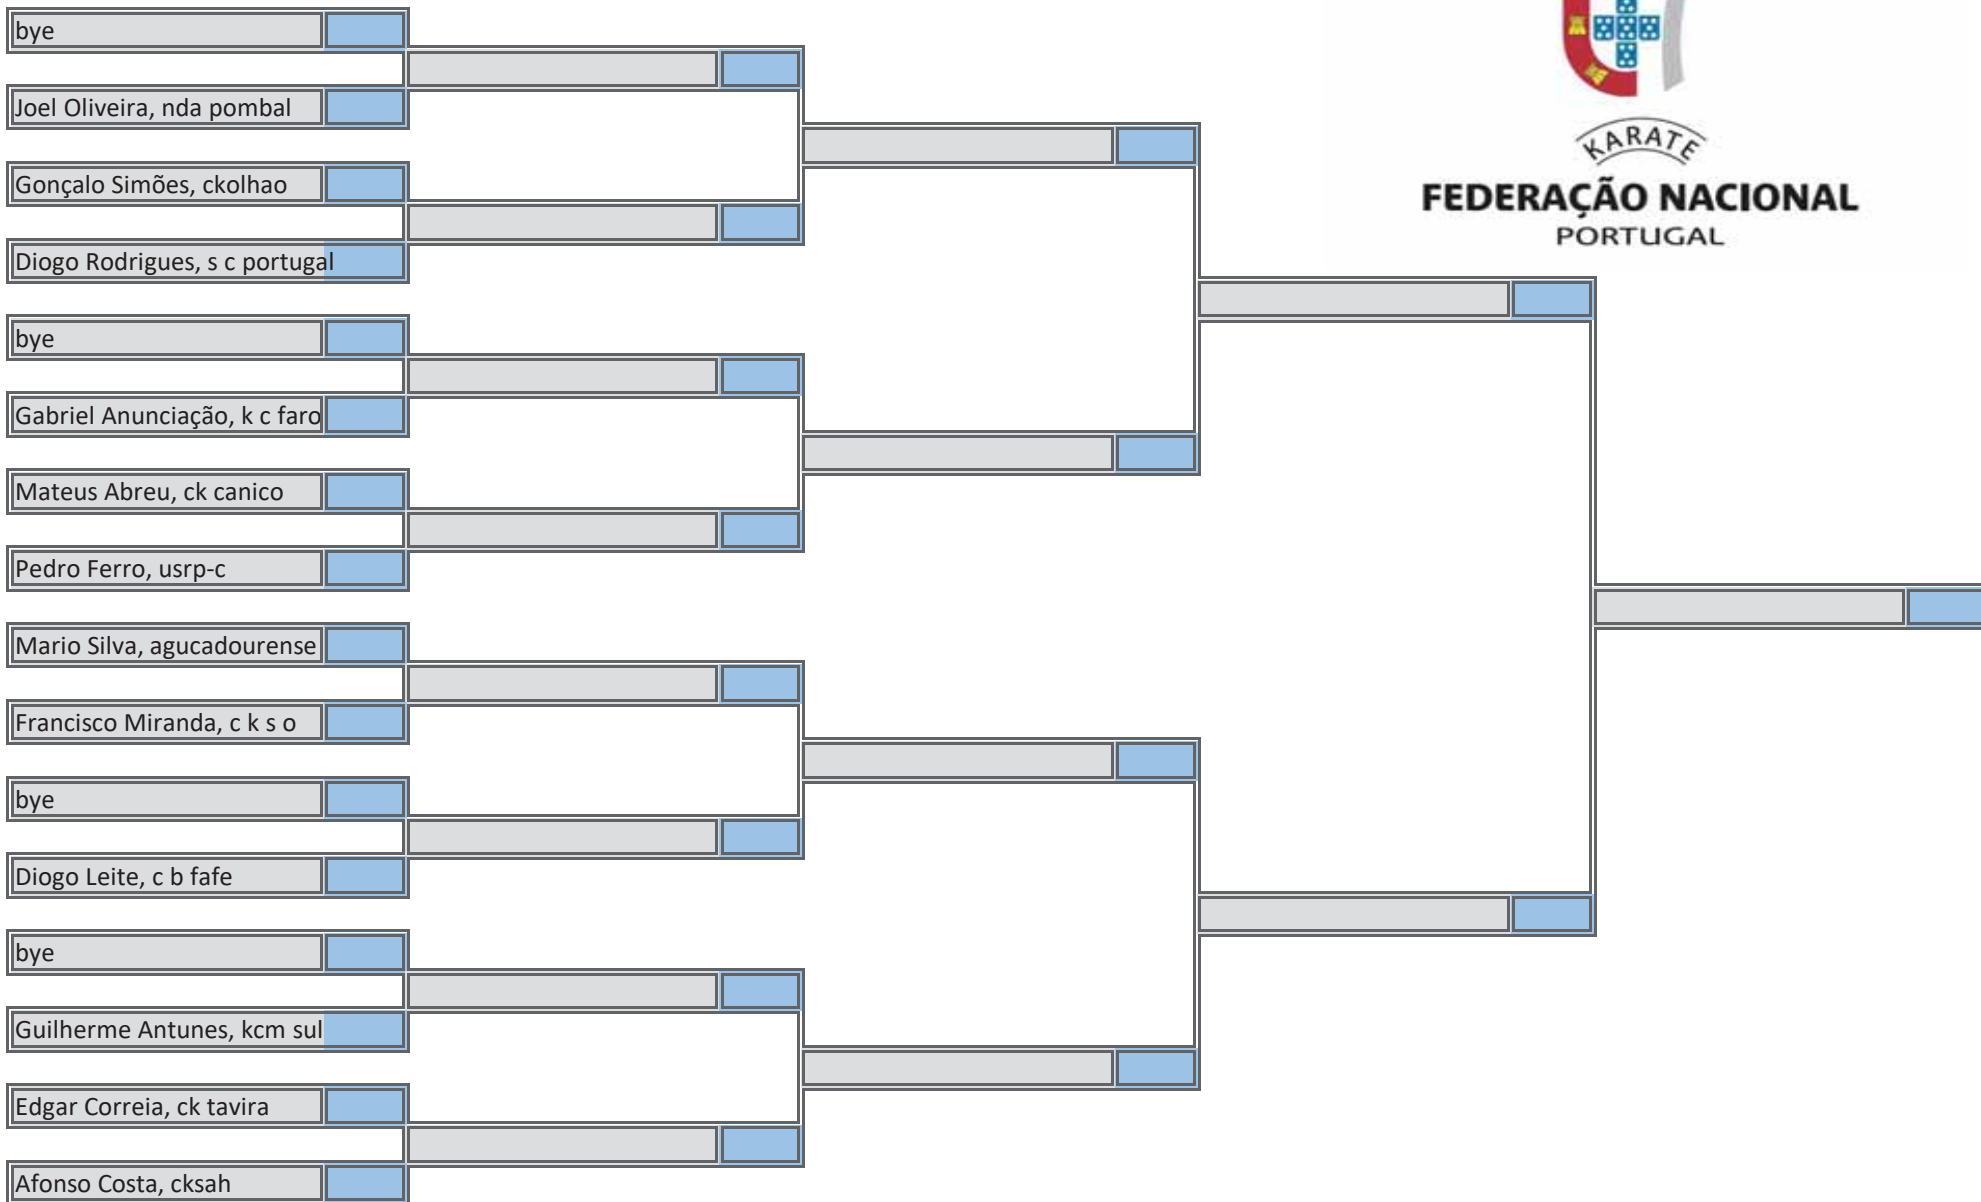 bye
Joel Oliveira, nda pombal
Gonçalo Simões, ckolhao
Diogo Rodrigues, s c portugal
bye
Gabriel Anunciação, k c faro
Mateus Abreu, ck canico
Pedro Ferro, usrp-c
Mario Silva, agucadourense
Francisco Miranda, c k s o
bye
Diogo Leite, c b fafe
bye
Guilherme Antunes, kcm sul
Edgar Correia, ck tavira
Afonso Costa, cksah
KARATE
FEDERAÇÃO NACIONAL
PORTUGAL